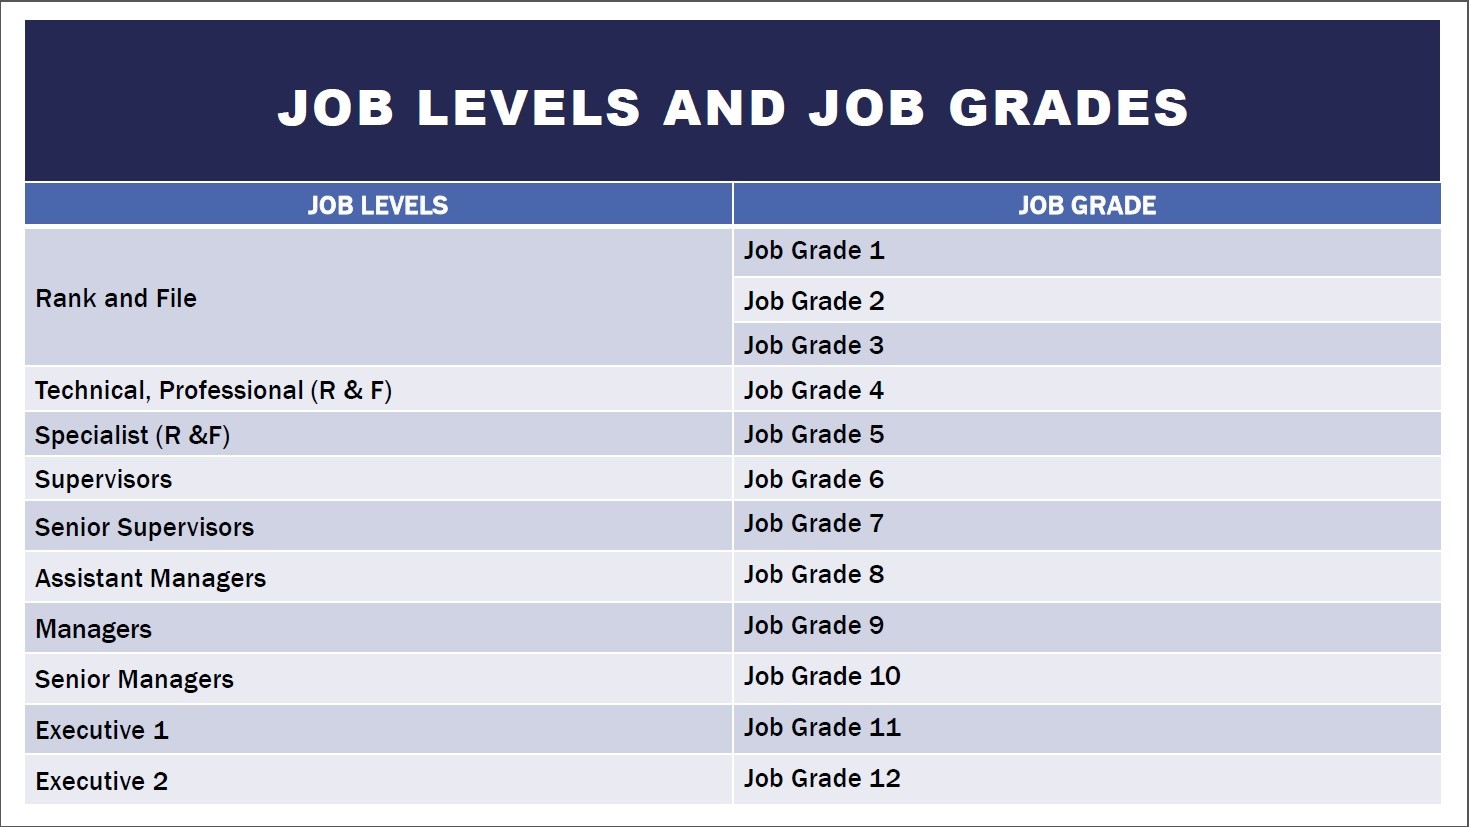 JOB LEVELS AND JOB GRADES
JOB LEVELS JOB GRADE
Rank and File
Job Grade 1
Job Grade 2
Job Grade 3
Technical, Professional (R & F) Job Grade 4
Specialist (R &F) Job Grade 5
Supervisors Job Grade 6
Senior Supervisors Job Grade 7
Assistant Managers Job Grade 8
Managers Job Grade 9
Senior Managers Job Grade 10
Executive 1 Job Grade 11
Executive 2 Job Grade 12